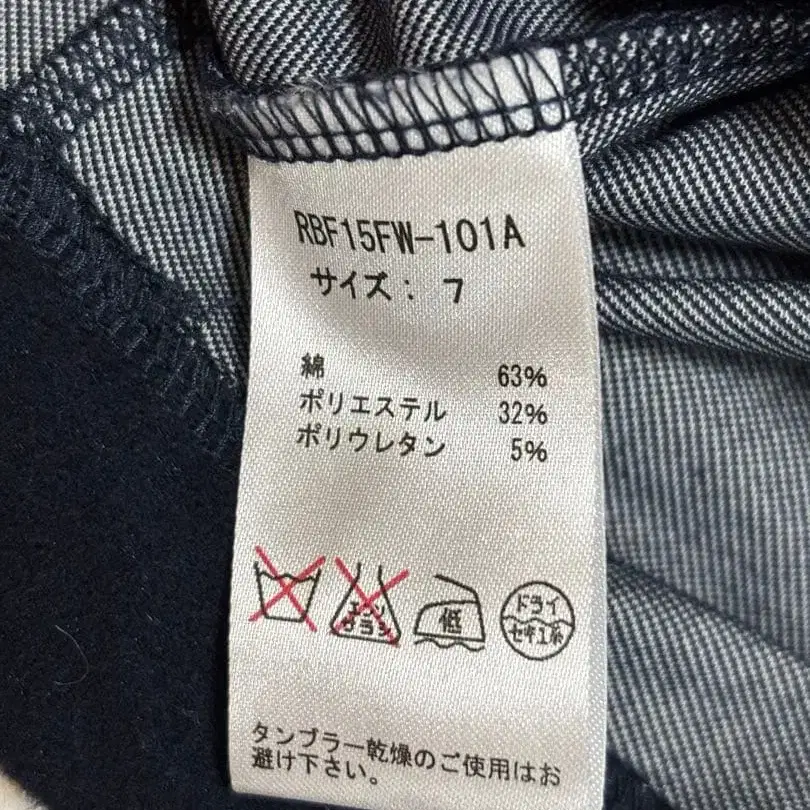 RBF15FW-101A
サイズ: 7
綿 63%
ポリエステル 32%
ポリウレタン 5%
エンソ
サラシ
低
ドライ
セキユ系
タンブラー乾燥のご使用はお
避け下さい。